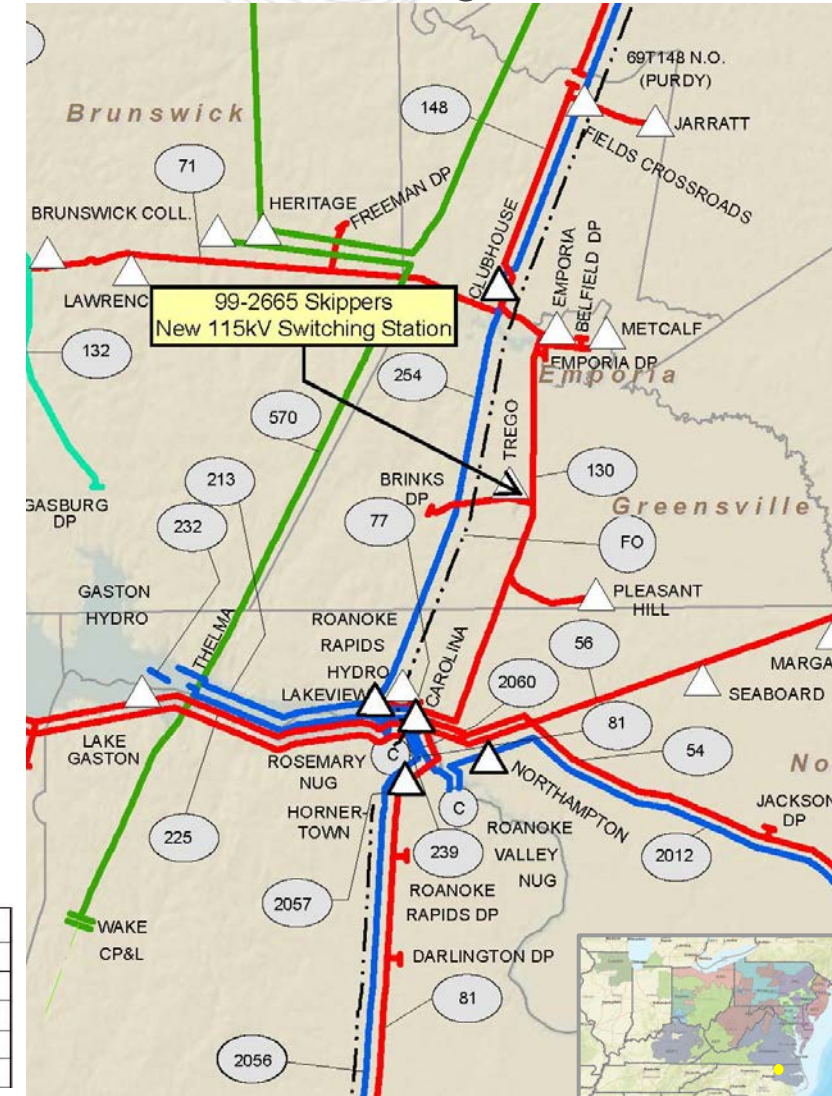 69T148 N.O.
(PURDY)
Brunswick
148
JARRATT
FIELDS CROSSROADS
71
HERITAGE
FREEMAN DP
BRUNSWICK COLL.
CLUBHOUSE
EMPORIA
BELFIELD DP
LAWRENC
99-2665 Skippers
New 115kV Switching Station
METCALF
132
EMPORIA DP
Emporia
254
570
TREGO
213
BRINKS
DP
130
GASBURG
DP
232
77
Greensville
FO
GASTON
HYDRO
THELMA
ROANOKE
RAPIDS
HYDRO
PLEASANT
HILL
CAROLINA
56
2060
MARGA
LAKEVIEW
SEABOARD
81
LAKE
GASTON
ROSEMARY
NUG
C
54
No
HORNER-
TOWN
NORTHAMPTON
JACKSON
DP
C
225
239
ROANOKE
VALLEY
NUG
2012
2057
ROANOKE
RAPIDS DP
WAKE
CP&L
DARLINGTON DP
81
2056